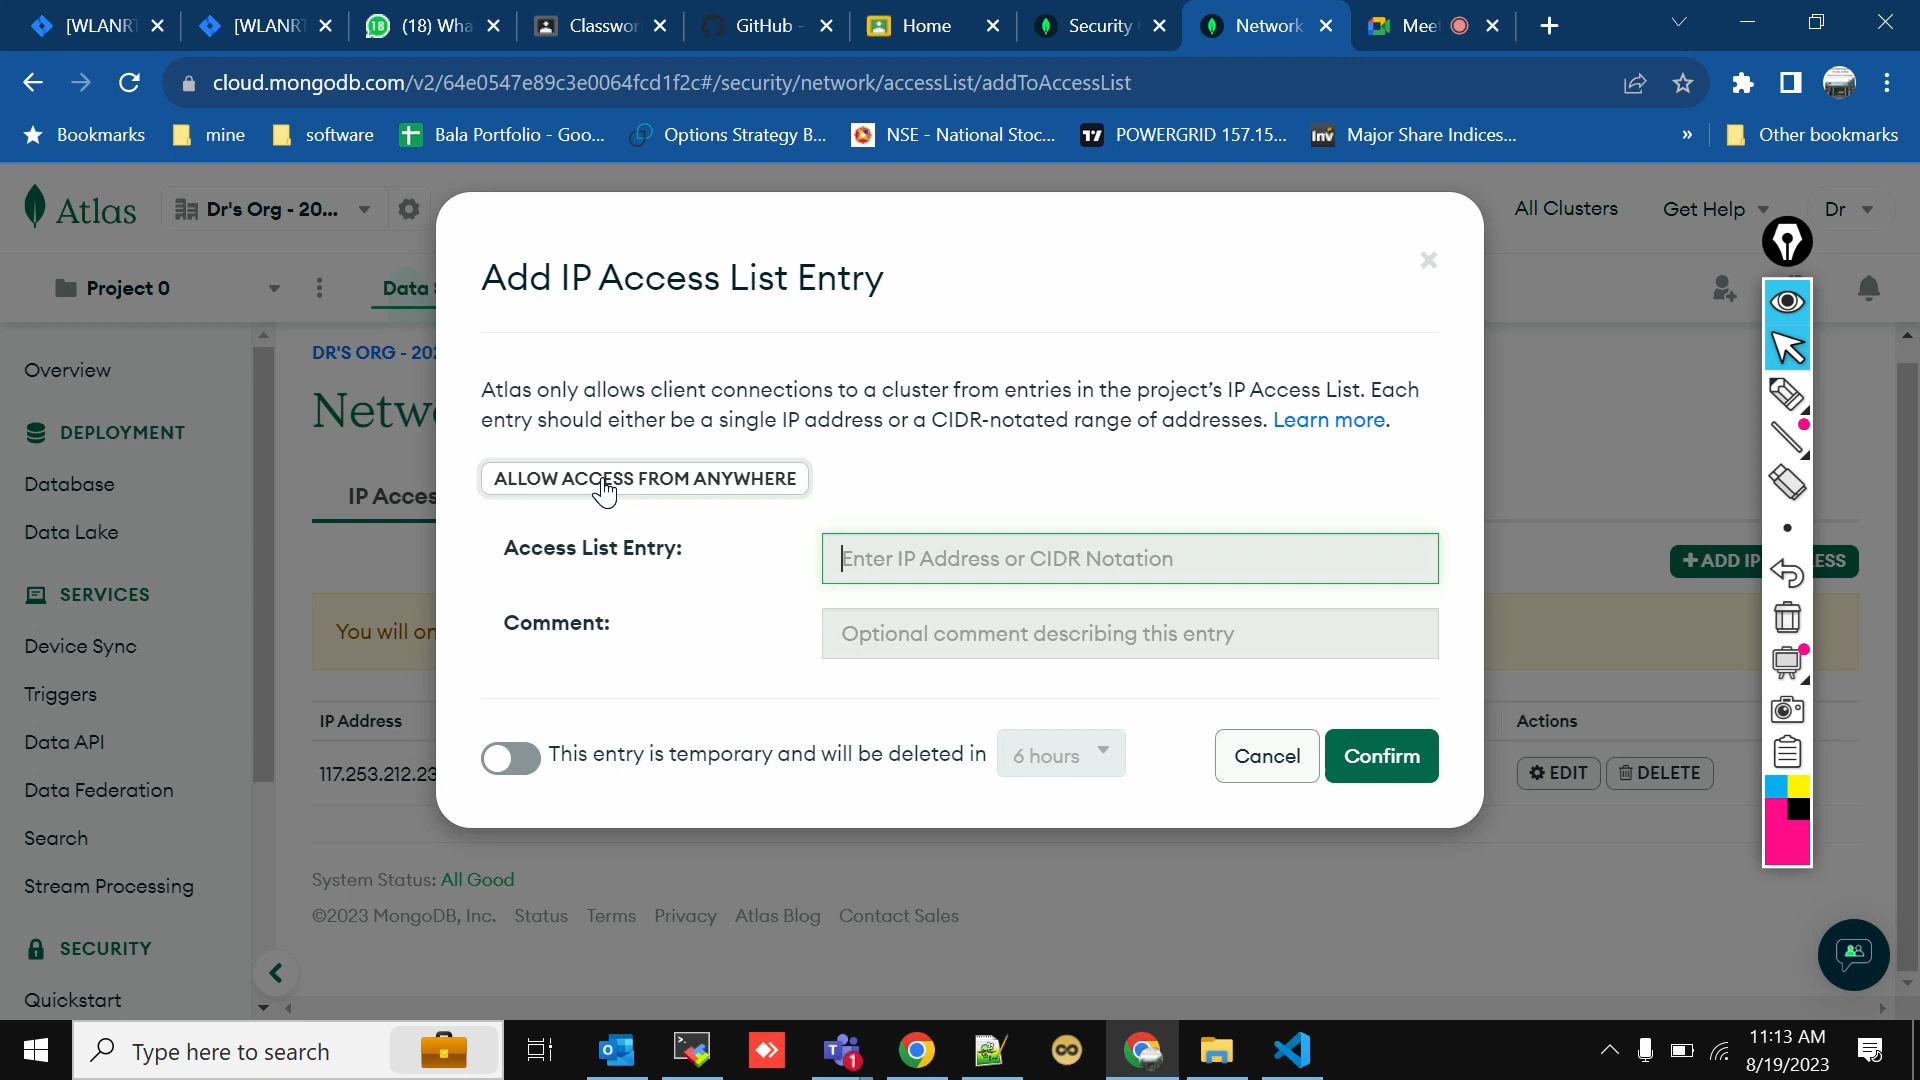 [WLANRT
[WLANRT
(18) Wha
Classwor
GitHub -
Home
Security
Network
Mee
cloud.mongodb.com/v2/64e0547e89c3e0064fcd1f2c#/security/network/accessList/addToAccessList
Bookmarks
mine
software
Bala Portfolio - Goo...
Options Strategy B...
NSE - National Stoc...
POWERGRID 157.15...
Major Share Indices...
»
Other bookmarks
Atlas
Dr's Org - 20...
All Clusters
Get Help
Dr
Project 0
Data
Overview
DEPLOYMENT
Database
Data Lake
SERVICES
Device Sync
Triggers
Data API
Data Federation
Search
Stream Processing
SECURITY
Quickstart
DR'S ORG - 20
Netw
IP Acces
+ADD IP
ESS
You will on
IP Address
Actions
117.253.212.23
EDIT
DELETE
Add IP Access List Entry
Atlas only allows client connections to a cluster from entries in the project's IP Access List. Each
entry should either be a single IP address or a CIDR-notated range of addresses. Learn more.
ALLOW ACCESS FROM ANYWHERE
Access List Entry:
Enter IP Address or CIDR Notation
Comment:
Optional comment describing this entry
This entry is temporary and will be deleted in
6 hours
Cancel
Confirm
System Status: All Good
©2023 MongoDB, Inc. Status Terms Privacy Atlas Blog Contact Sales
Type here to search
11:13 AM
8/19/2023